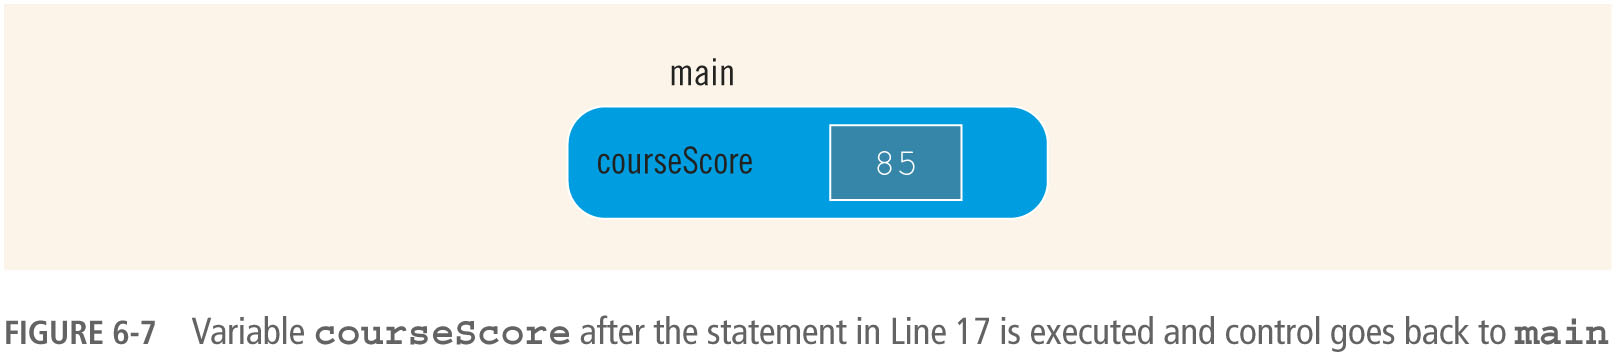 main
courseScore 85
FIGURE 6-7 Variable courseScore after the statement in Line 17 is executed and control goes back to main